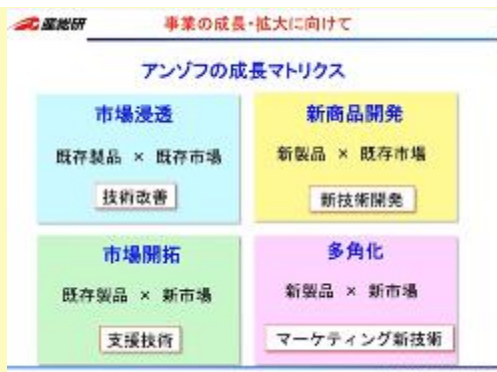 産総研
事業の成長・拡大に向けて
アンゾフの成長マトリクス
市場浸透
既存製品 × 既存市場
技術改善
新商品開発
新製品 × 既存市場
新技術開発
市場開拓
既存製品 × 新市場
支援技術
多角化
新製品 × 新市場
マーケティング新技術